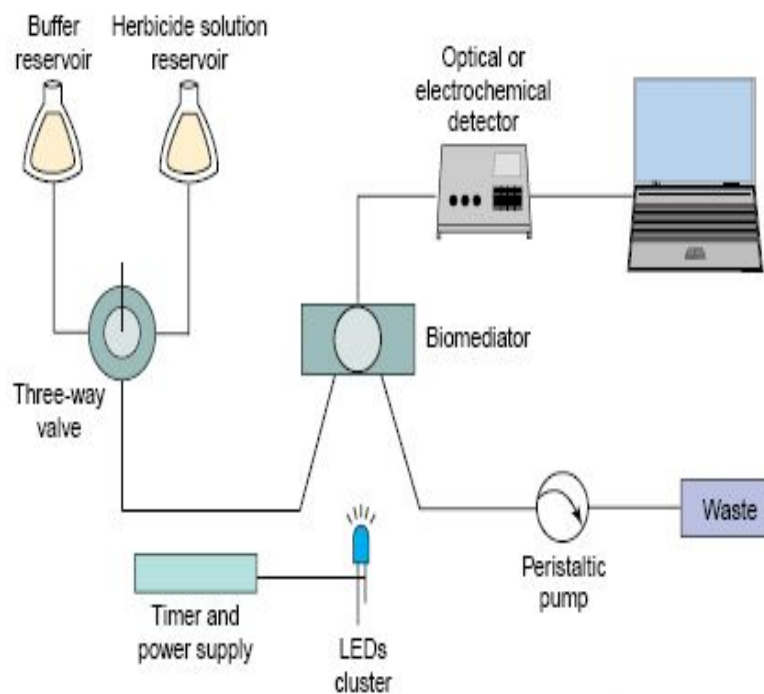 Buffer
reservoir
Herbicide solution
reservoir
Optical or
electrochemical
detector
Three-way
valve
Biomediator
Waste
Peristaltic
pump
Timer and
power supply
LEDs
cluster